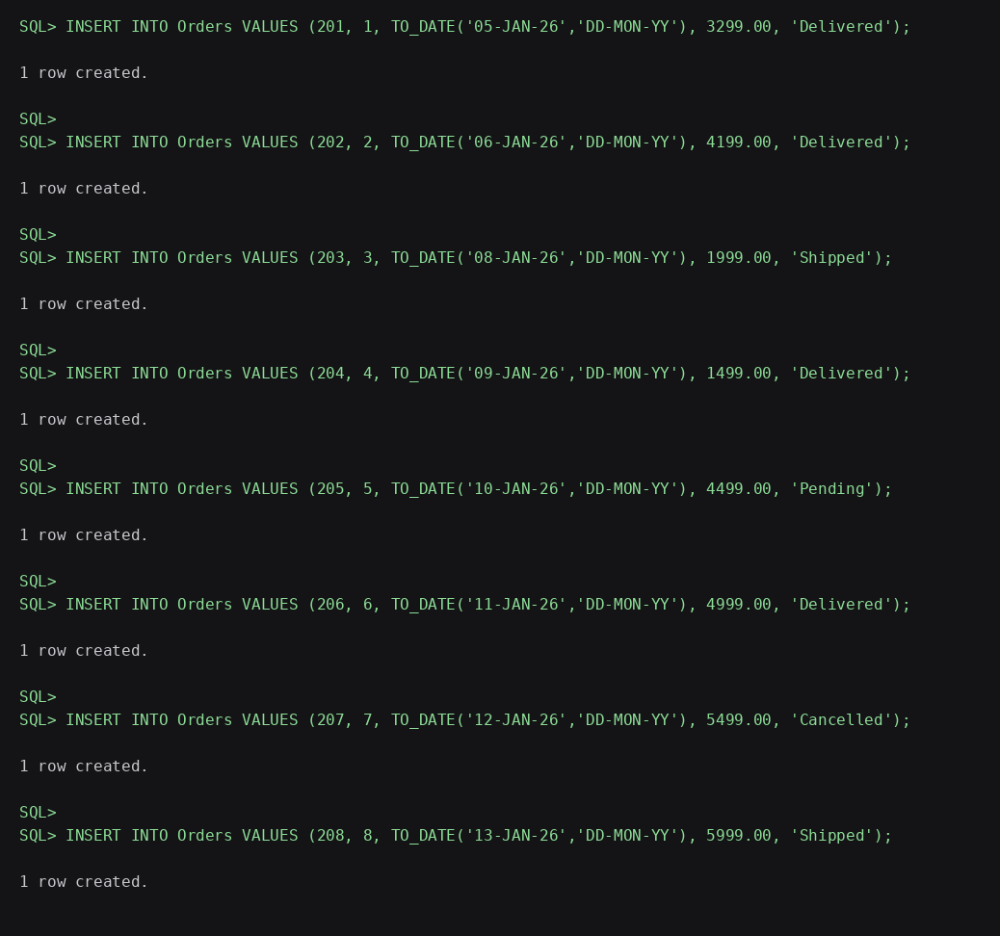 SQL> INSERT INTO Orders VALUES (201, 1, TO_DATE('05-JAN-26','DD-MON-YY'), 3299.00, 'Delivered');
1 row created.
SQL>
SQL> INSERT INTO Orders VALUES (202, 2, TO_DATE('06-JAN-26','DD-MON-YY'), 4199.00, 'Delivered');
1 row created.
SQL>
SQL> INSERT INTO Orders VALUES (203, 3, TO_DATE('08-JAN-26','DD-MON-YY'), 1999.00, 'Shipped');
1 row created.
SQL>
SQL> INSERT INTO Orders VALUES (204, 4, TO_DATE('09-JAN-26','DD-MON-YY'), 1499.00, 'Delivered');
1 row created.
SQL>
SQL> INSERT INTO Orders VALUES (205, 5, TO_DATE('10-JAN-26','DD-MON-YY'), 4499.00, 'Pending');
1 row created.
SQL>
SQL> INSERT INTO Orders VALUES (206, 6, TO_DATE('11-JAN-26','DD-MON-YY'), 4999.00, 'Delivered');
1 row created.
SQL>
SQL> INSERT INTO Orders VALUES (207, 7, TO_DATE('12-JAN-26','DD-MON-YY'), 5499.00, 'Cancelled');
1 row created.
SQL>
SQL> INSERT INTO Orders VALUES (208, 8, TO_DATE('13-JAN-26','DD-MON-YY'), 5999.00, 'Shipped');
1 row created.